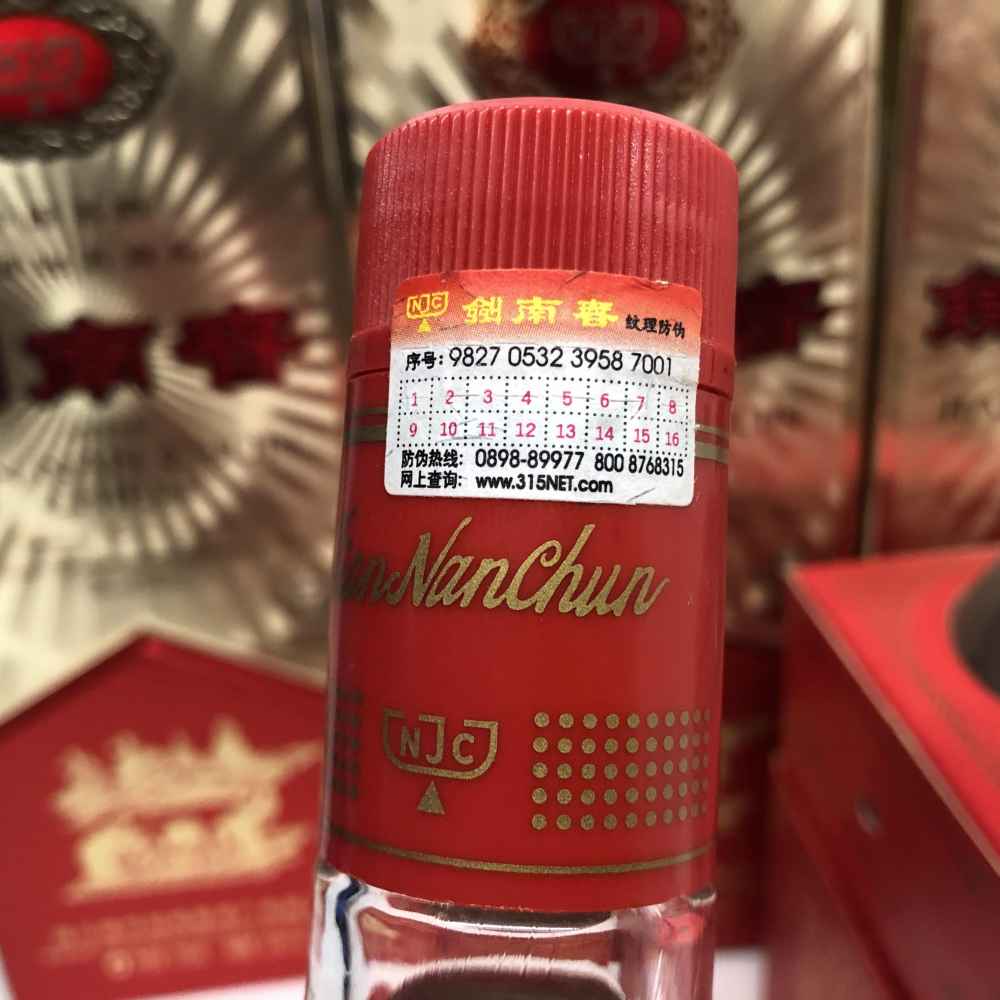 NJC 剑南春 纹理防伪
序号: 9827 0532 3958 7001
1 2 3 4 5 6 7 8
9 10 11 12 13 14 15 16
防伪热线: 0898-89977 800 8768315
网上查询: www.315NET.com
NanChun
NJC